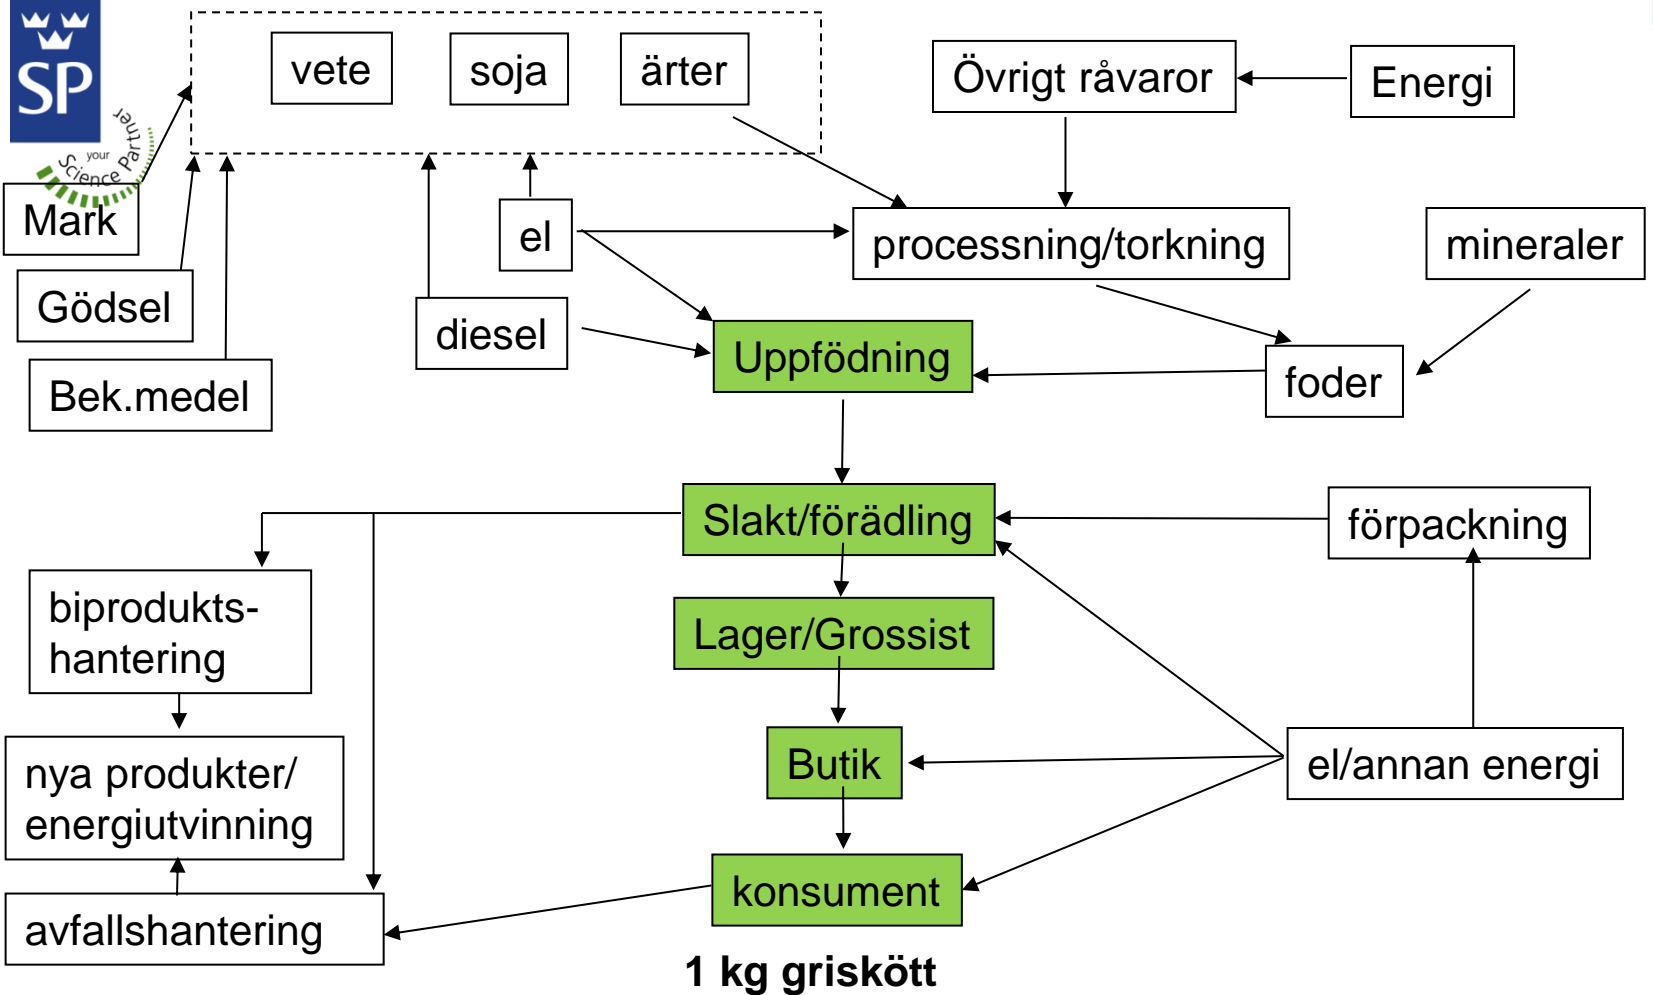 SP
your
Science Partner
vete
soja
ärter
Övrigt råvaror
Energi
Mark
el
processning/torkning
mineraler
Gödsel
diesel
Uppfödning
foder
Bek.medel
Slakt/förädling
förpackning
biprodukts-
hantering
Lager/Grossist
nya produkter/
energiutvinning
Butik
el/annan energi
konsument
avfallshantering
1 kg griskött